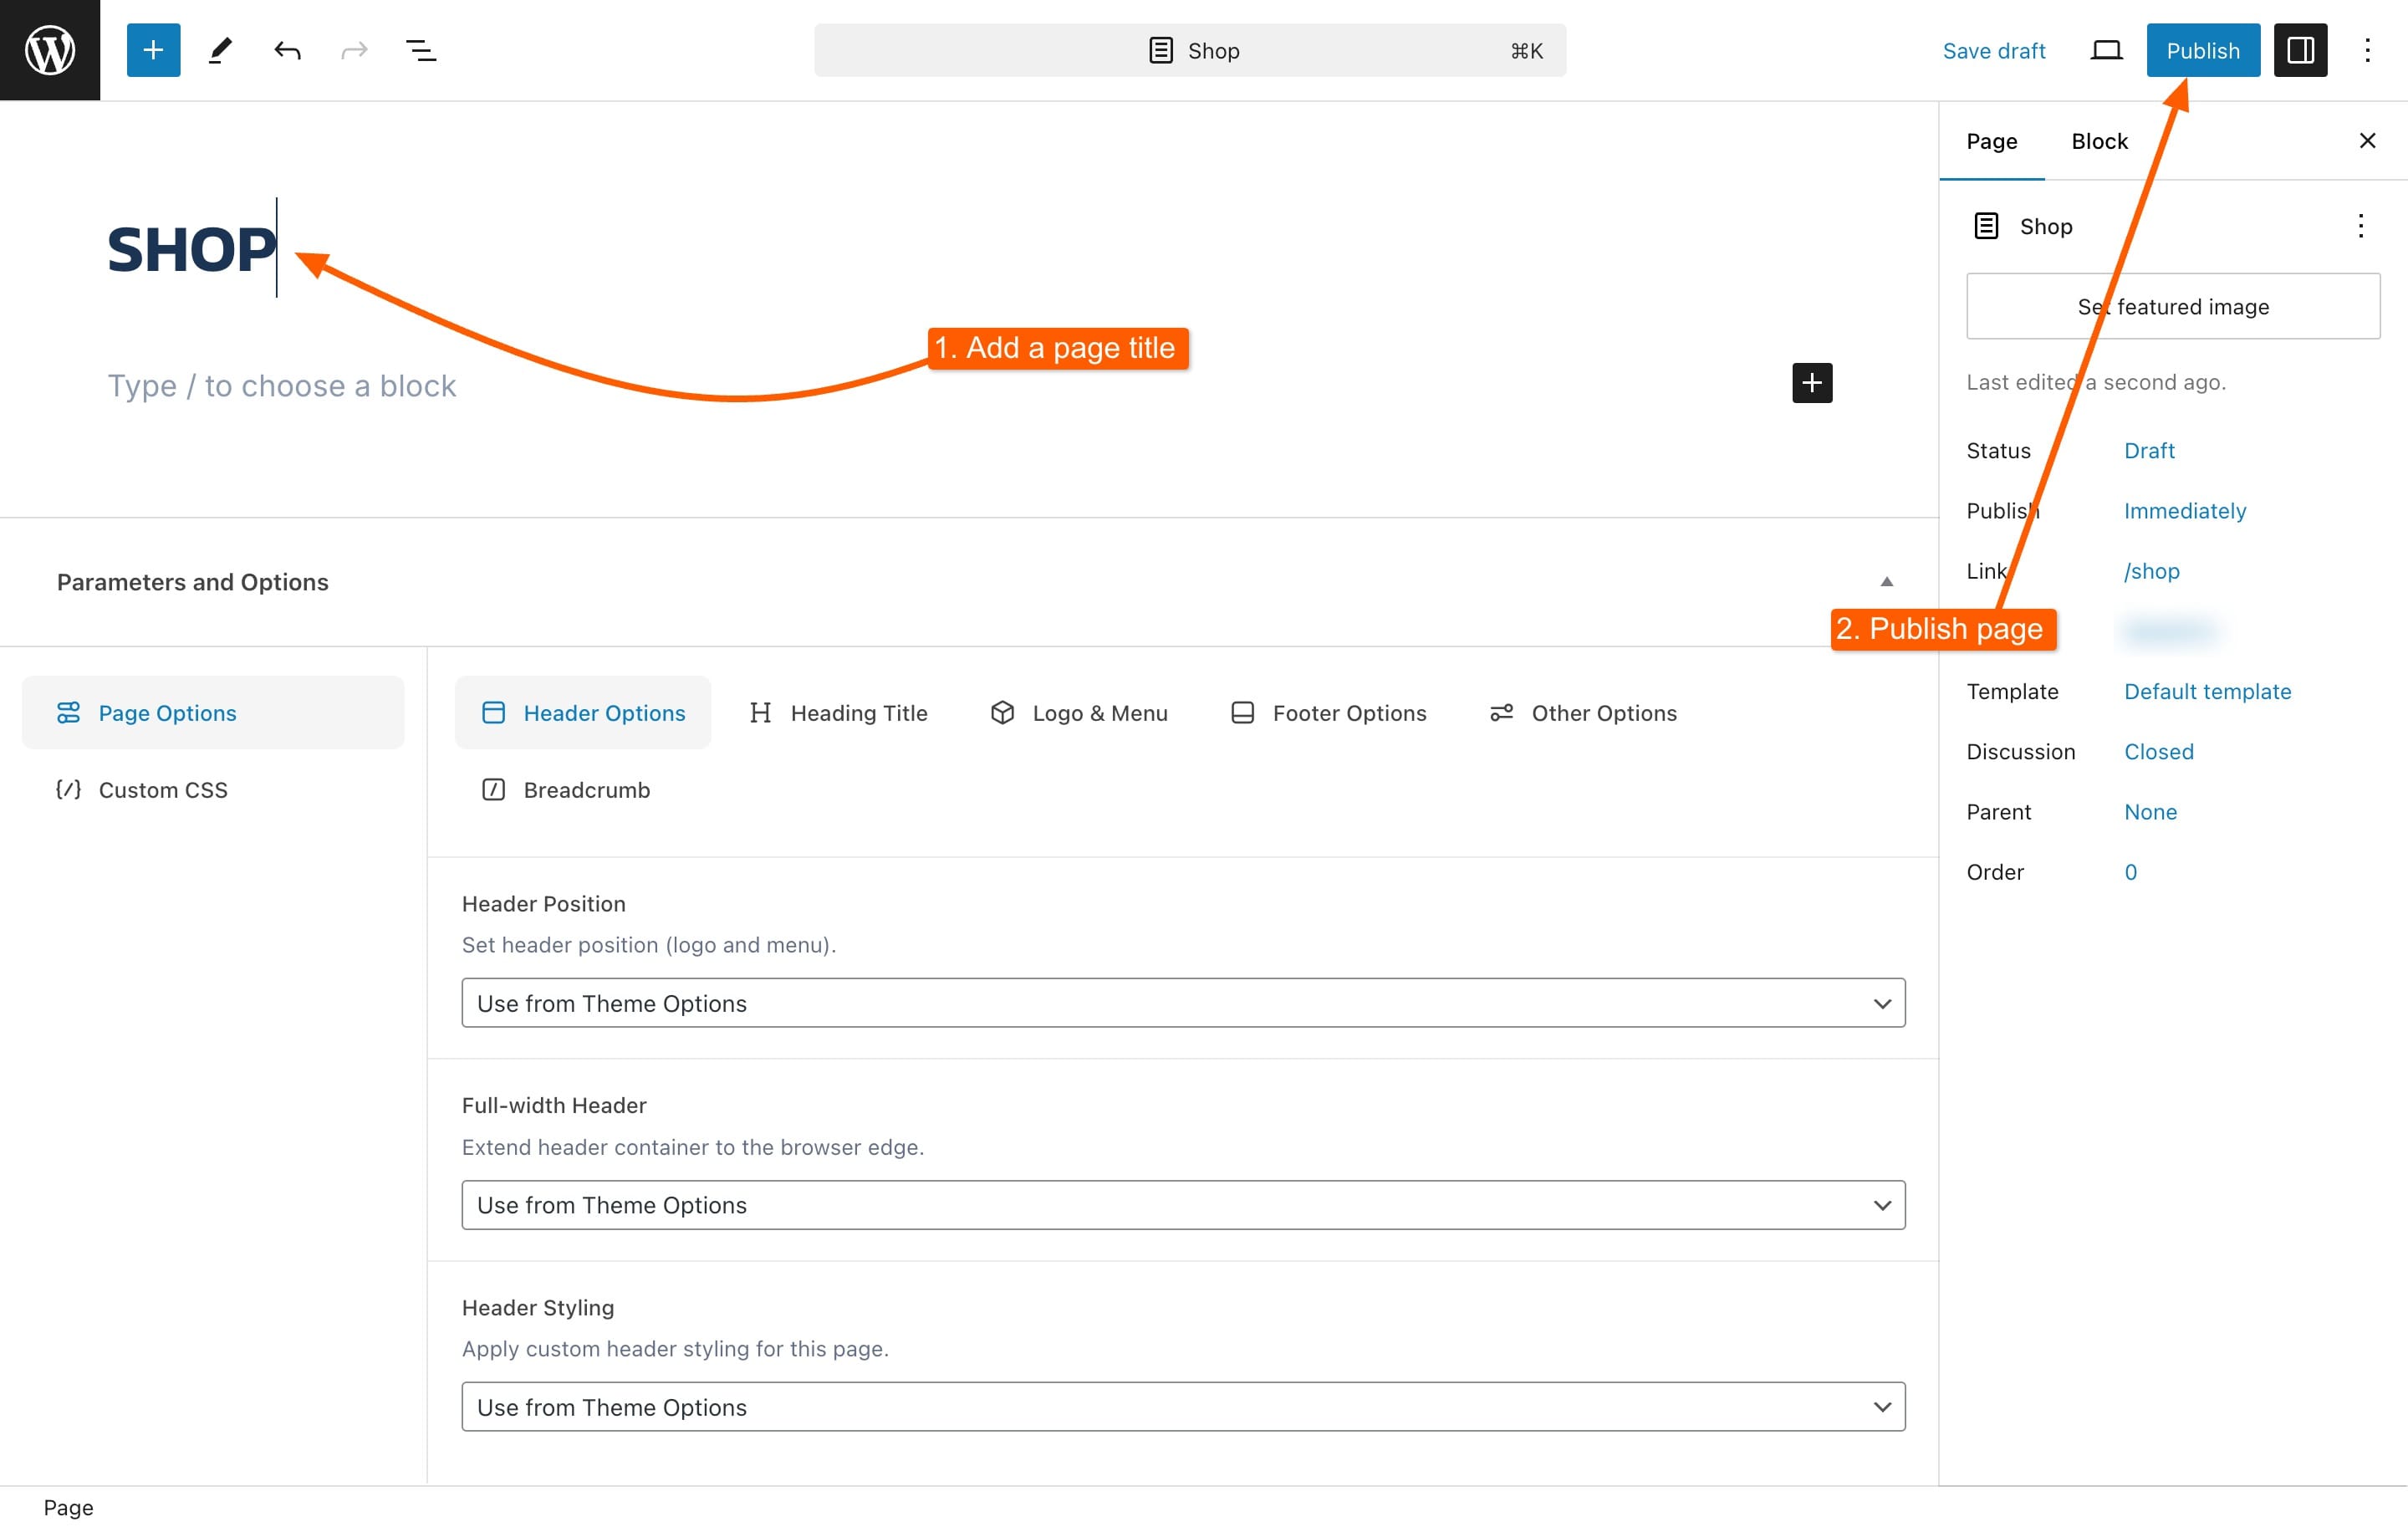 Shop ⌘K Save draft Publish
Page Block
SHOP
Shop
Set featured image
1. Add a page title
Type / to choose a block
Last edited a second ago.
Status Draft
Publish Immediately
Link /shop
Parameters and Options
2. Publish page
Template Default template
Discussion Closed
Parent None
Order 0
Page Options
Custom CSS
Header Options Heading Title Logo & Menu Footer Options Other Options
Breadcrumb
Header Position
Set header position (logo and menu).
Use from Theme Options
Full-width Header
Extend header container to the browser edge.
Use from Theme Options
Header Styling
Apply custom header styling for this page.
Use from Theme Options
Page